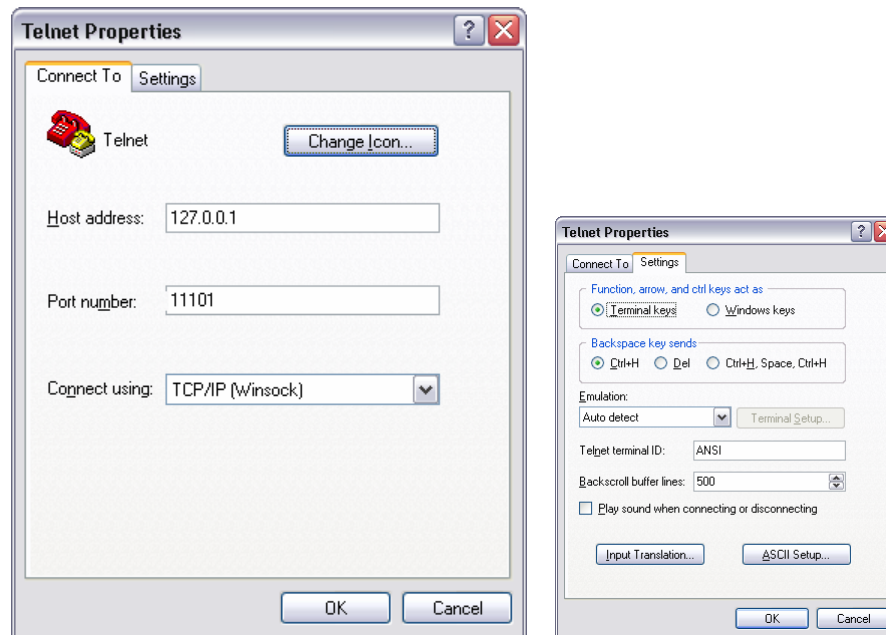 Telnet Properties
Connect To Settings
Telnet
Change Icon...
Host address: 127.0.0.1
Port number: 11101
Connect using: TCP/IP (Winsock)
OK Cancel
Telnet Properties
Connect To Settings
Function, arrow, and ctrl keys act as
Terminal keys Windows keys
Backspace key sends
Ctrl+H Del Ctrl+H, Space, Ctrl+H
Emulation:
Auto detect Terminal Setup...
Telnet terminal ID: ANSI
Backscroll buffer lines: 500
Play sound when connecting or disconnecting
Input Translation... ASCII Setup...
OK Cancel